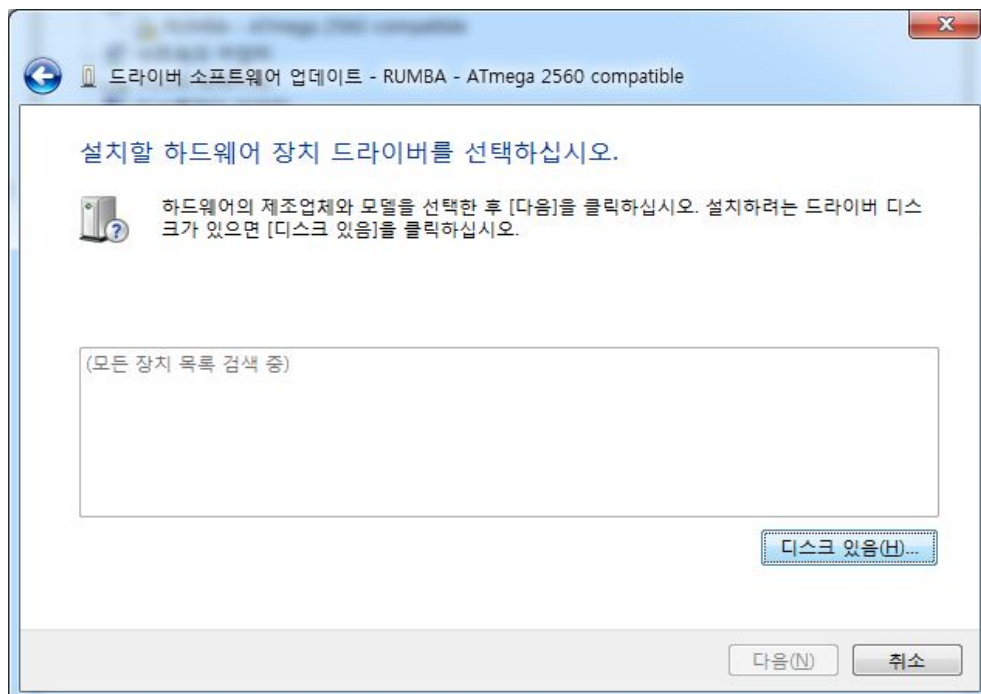 드라이버 소프트웨어 업데이트 - RUMBA - ATmega 2560 compatible
설치할 하드웨어 장치 드라이버를 선택하십시오.
하드웨어의 제조업체와 모델을 선택한 후 [다음]을 클릭하십시오. 설치하려는 드라이버 디스
크가 있으면 [디스크 있음]을 클릭하십시오.
(모든 장치 목록 검색 중)
디스크 있음(H)...
다음(N)
취소